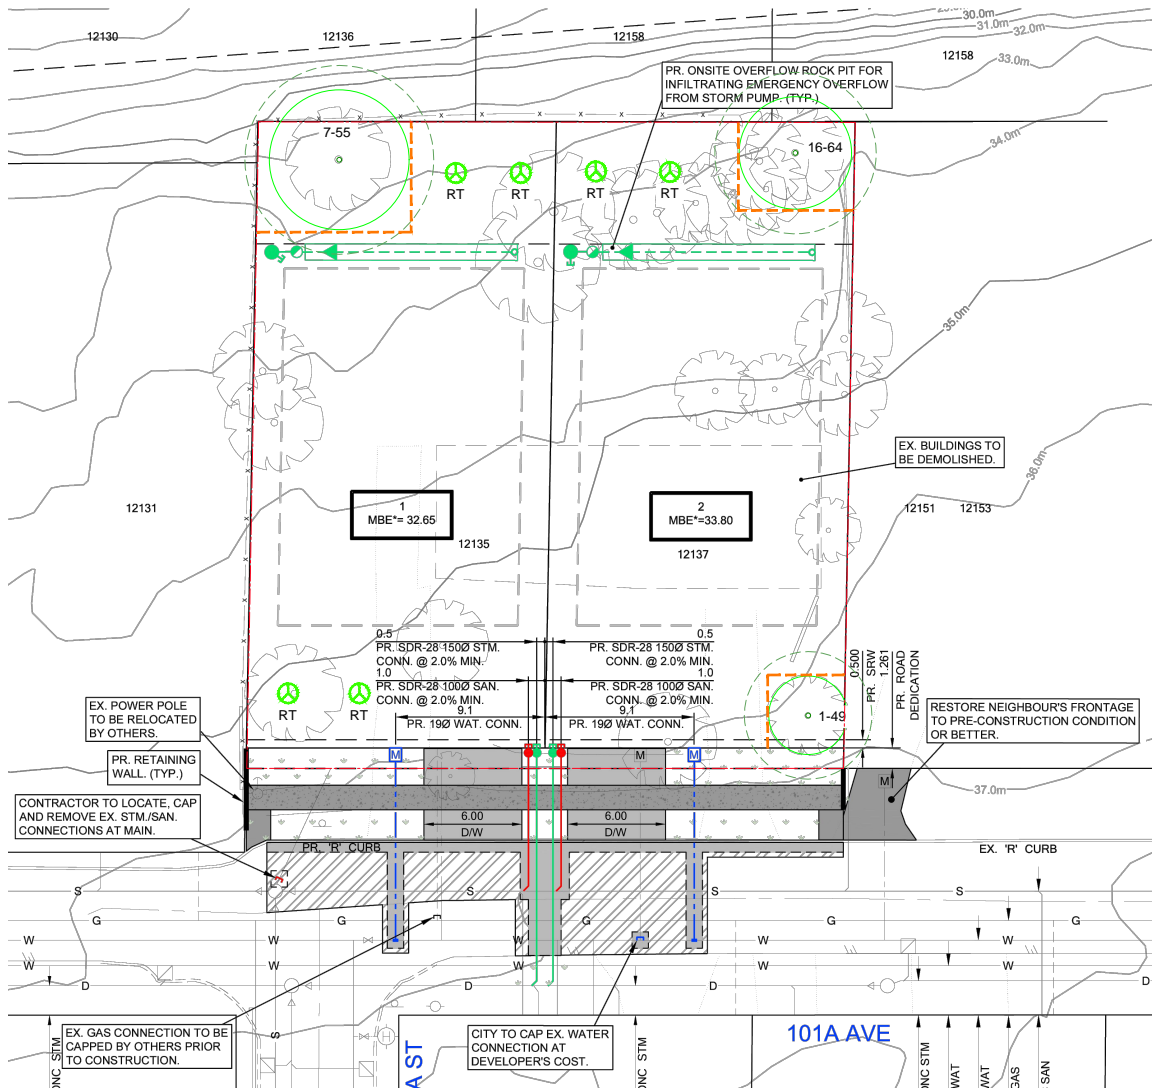 30.0m
31.0m
32.0m
33.0m
12130
12136
12158
12158
PR. ONSITE OVERFLOW ROCK PIT FOR
INFILTRATING EMERGENCY OVERFLOW
FROM STORM PUMP. (TYP.)
7-55
16-64
34.0m
RT
RT
RT
RT
35.0m
EX. BUILDINGS TO
BE DEMOLISHED.
36.0m
12131
1
MBE*= 32.65
12135
2
MBE*=33.80
12137
12151
12153
0.5
PR. SDR-28 150Ø STM.
CONN. @ 2.0% MIN.
1.0
PR. SDR-28 100Ø SAN.
CONN. @ 2.0% MIN.
9.1
PR. 19Ø WAT. CONN.
0.5
PR. SDR-28 150Ø STM.
CONN. @ 2.0% MIN.
1.0
PR. SDR-28 100Ø SAN.
CONN. @ 2.0% MIN.
9.1
PR. 19Ø WAT. CONN.
0.500
PR. SRW
1.261
PR. ROAD
DEDICATION
RT
RT
1-49
EX. POWER POLE
TO BE RELOCATED
BY OTHERS.
PR. RETAINING
WALL. (TYP.)
CONTRACTOR TO LOCATE, CAP
AND REMOVE EX. STM./SAN.
CONNECTIONS AT MAIN.
RESTORE NEIGHBOUR'S FRONTAGE
TO PRE-CONSTRUCTION CONDITION
OR BETTER.
M
M
M
M
37.0m
6.00
D/W
6.00
D/W
PR. 'R' CURB
EX. 'R' CURB
S
S
S
S
G
G
G
G
G
W
W
W
W
W
W
W
W
W
W
D
D
D
D
D
S
H
EX. GAS CONNECTION TO BE
CAPPED BY OTHERS PRIOR
TO CONSTRUCTION.
CITY TO CAP EX. WATER
CONNECTION AT
DEVELOPER'S COST.
101A AVE
A ST
ONC STM
ONC STM
ONC STM
WAT
WAT
GAS
SAN